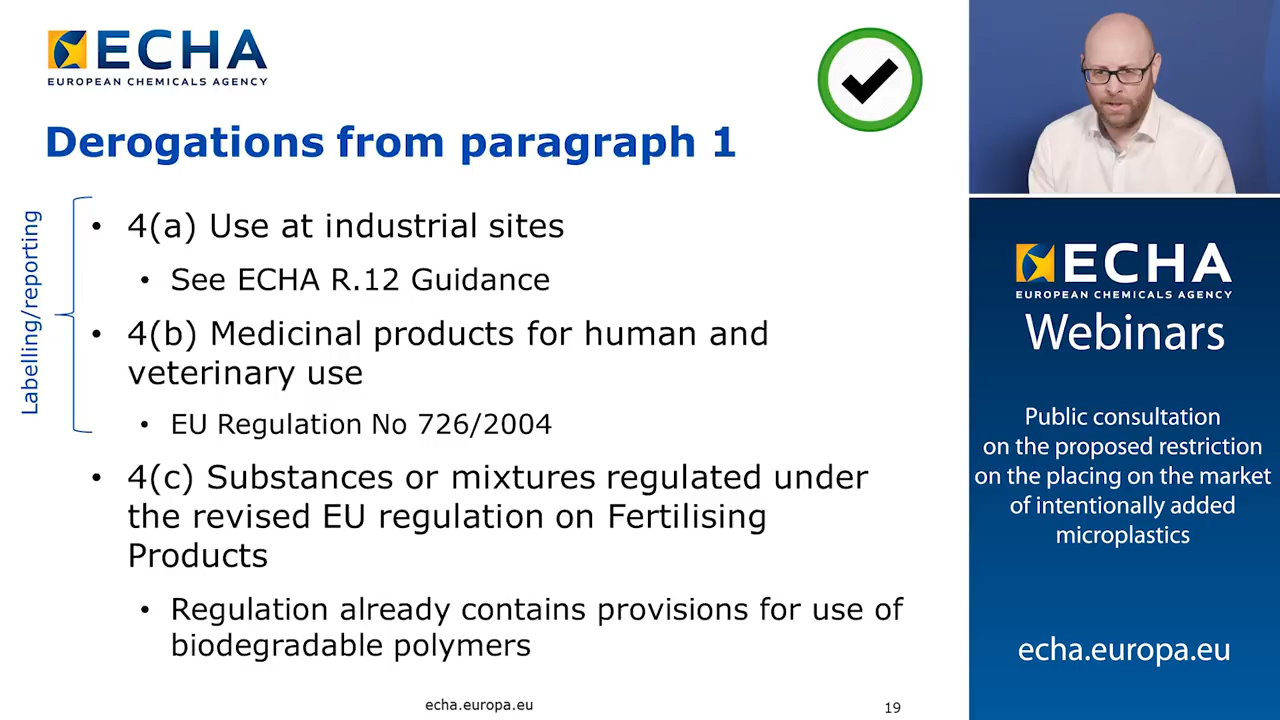 ECHA
EUROPEAN CHEMICALS AGENCY
Derogations from paragraph 1
Labelling/reporting
• 4(a) Use at industrial sites
• See ECHA R.12 Guidance
• 4(b) Medicinal products for human and
veterinary use
• EU Regulation No 726/2004
• 4(c) Substances or mixtures regulated under
the revised EU regulation on Fertilising
Products
• Regulation already contains provisions for use of
biodegradable polymers
echa.europa.eu
19
ECHA
EUROPEAN CHEMICALS AGENCY
Webinars
Public consultation
on the proposed restriction
on the placing on the market
of intentionally added
microplastics
echa.europa.eu